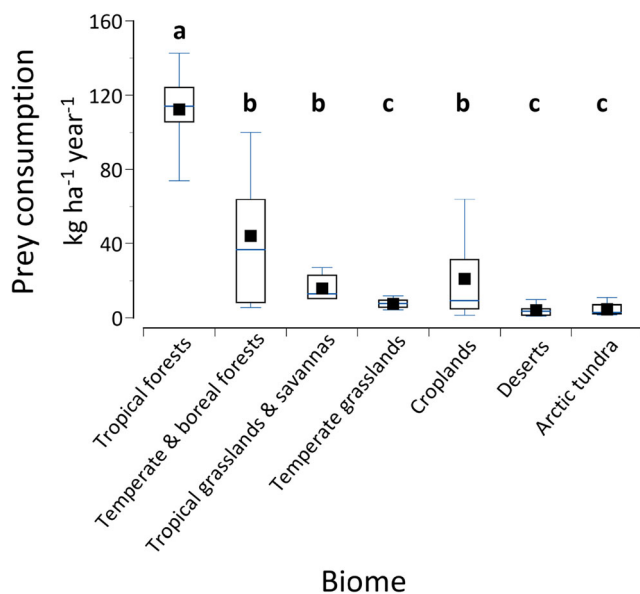 160
120
80
40
0
Prey consumption
kg ha⁻¹ year⁻¹
a
b
b
c
b
c
c
Tropical forests
Temperate & boreal forests
Tropical grasslands & savannas
Temperate grasslands
Croplands
Deserts
Arctic tundra
Biome